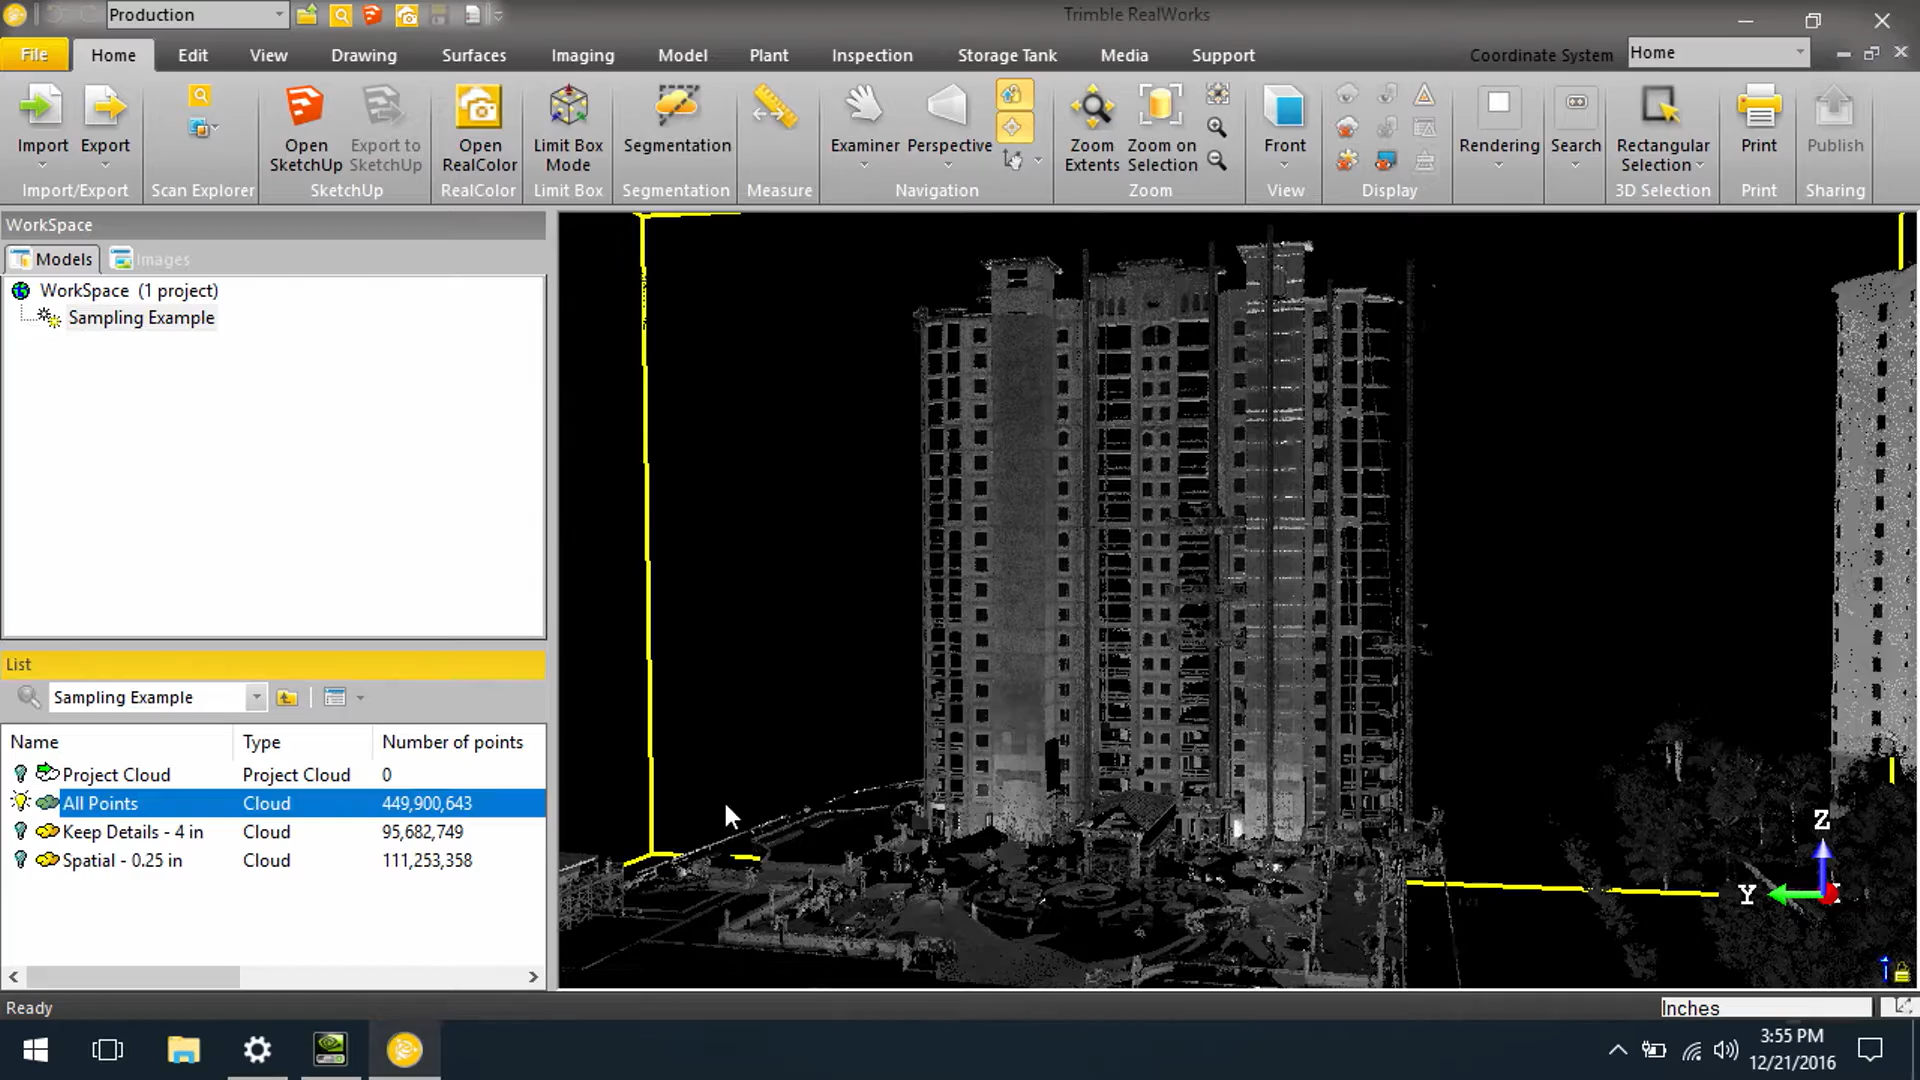 Production
Trimble RealWorks
File Home Edit View Drawing Surfaces Imaging Model Plant Inspection Storage Tank Media Support Coordinate System Home
Import Export Open SketchUp Export to SketchUp Open RealColor Limit Box Mode Segmentation Examiner Perspective Zoom Extents Zoom on Selection Front Rendering Search Rectangular Selection Print Publish
Import/Export Scan Explorer SketchUp RealColor Limit Box Segmentation Measure Navigation Zoom View Display 3D Selection Print Sharing
WorkSpace
Models Images
WorkSpace (1 project)
Sampling Example
List
Sampling Example
Name Type Number of points
Project Cloud Project Cloud 0
All Points Cloud 449,900,643
Keep Details - 4 in Cloud 95,682,749
Spatial - 0.25 in Cloud 111,253,358
Z
Y
Ready
Inches
3:55 PM
12/21/2016